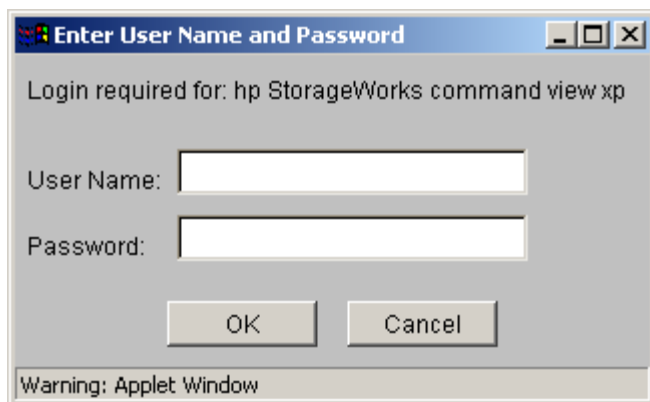 Enter User Name and Password
Login required for: hp StorageWorks command view xp
User Name:
Password:
OK Cancel
Warning: Applet Window